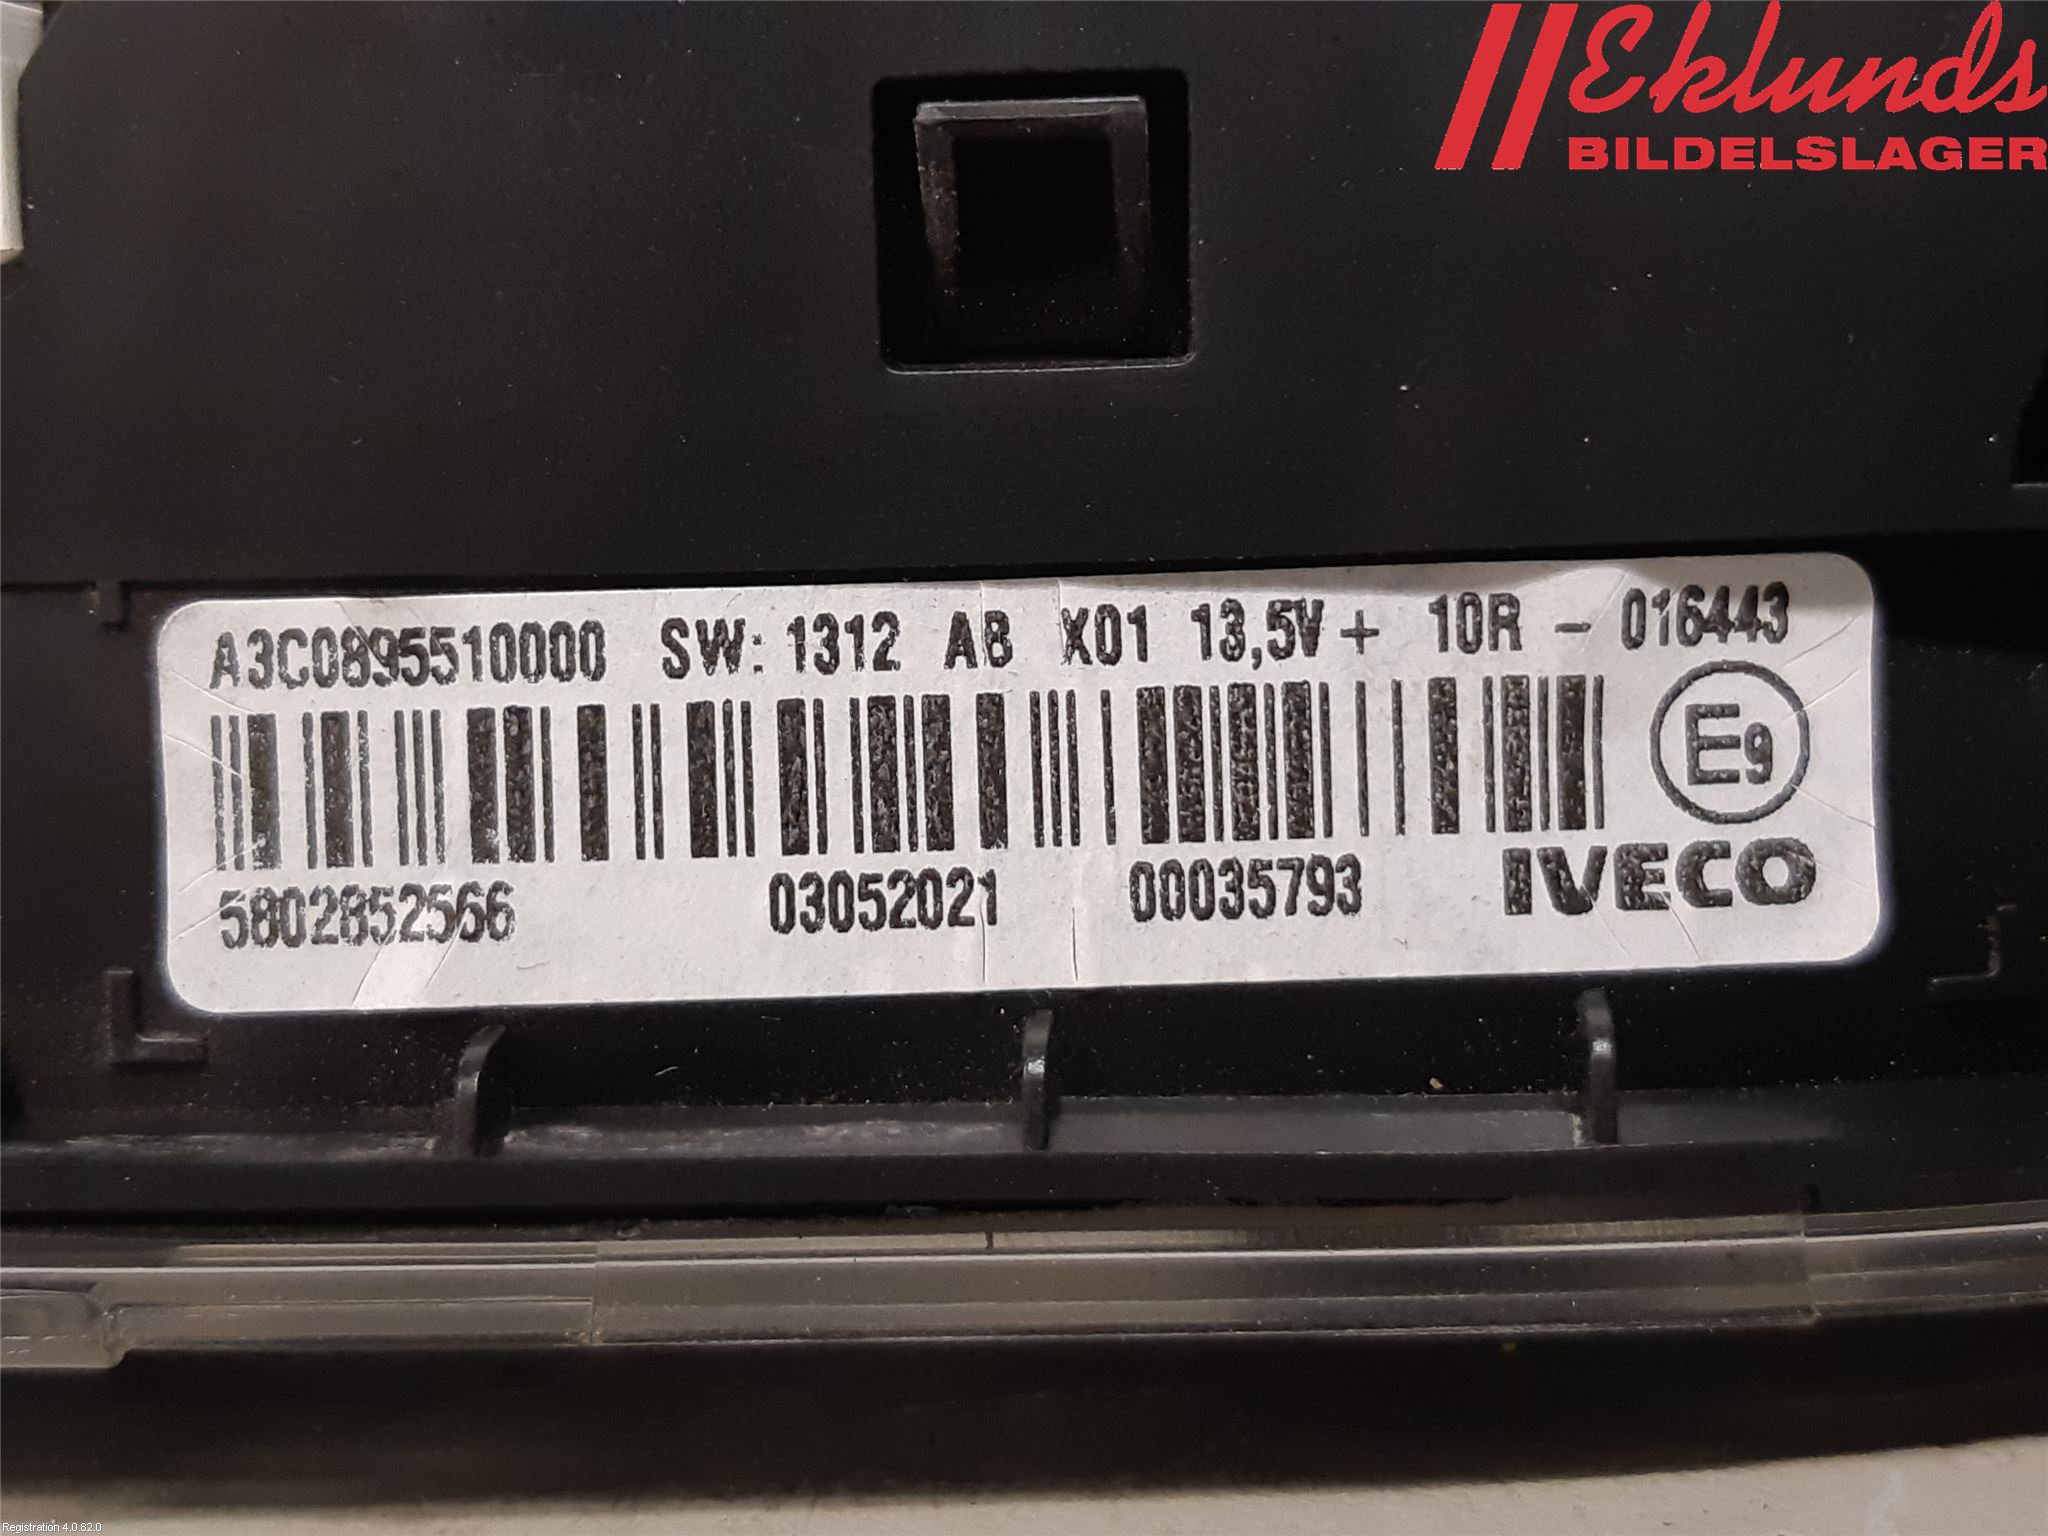 Eklunds
BILDELSLAGER
A3C0895510000 SW: 1312 AB X01 13,5V + 10R - 016443
E9
5802852566 03052021 00035793 IVECO
Registration 4.0.82.0